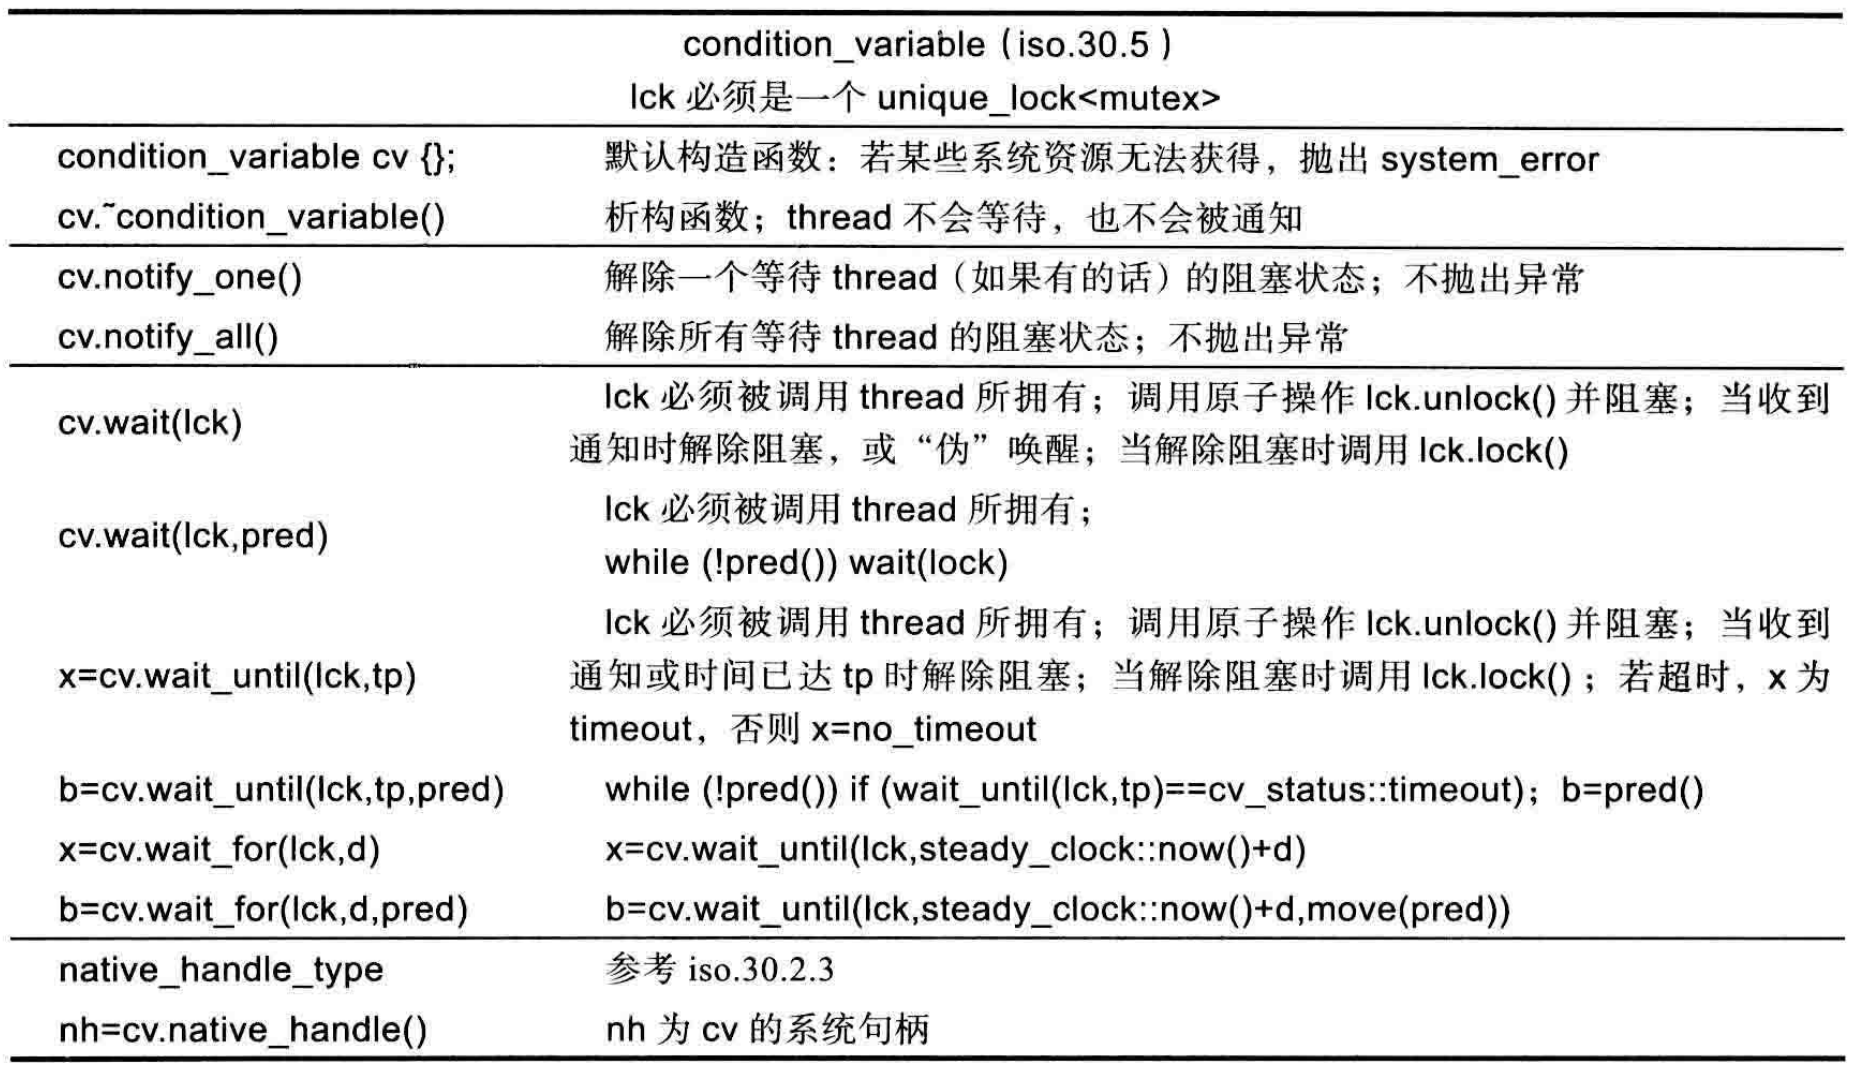 condition_variable（iso.30.5）
lck 必须是一个 unique_lock<mutex>
condition_variable cv {}; 默认构造函数：若某些系统资源无法获得，抛出 system_error
cv.~condition_variable() 析构函数；thread 不会等待，也不会被通知
cv.notify_one() 解除一个等待 thread（如果有的话）的阻塞状态；不抛出异常
cv.notify_all() 解除所有等待 thread 的阻塞状态；不抛出异常
cv.wait(lck)
lck 必须被调用 thread 所拥有；调用原子操作 lck.unlock() 并阻塞；当收到
通知时解除阻塞，或“伪”唤醒；当解除阻塞时调用 lck.lock()
cv.wait(lck,pred)
lck 必须被调用 thread 所拥有；
while (!pred()) wait(lock)
x=cv.wait_until(lck,tp)
lck 必须被调用 thread 所拥有；调用原子操作 lck.unlock() 并阻塞；当收到
通知或时间已达 tp 时解除阻塞；当解除阻塞时调用 lck.lock()；若超时，x 为
timeout，否则 x=no_timeout
b=cv.wait_until(lck,tp,pred) while (!pred()) if (wait_until(lck,tp)==cv_status::timeout)；b=pred()
x=cv.wait_for(lck,d) x=cv.wait_until(lck,steady_clock::now()+d)
b=cv.wait_for(lck,d,pred) b=cv.wait_until(lck,steady_clock::now()+d,move(pred))
native_handle_type 参考 iso.30.2.3
nh=cv.native_handle() nh 为 cv 的系统句柄